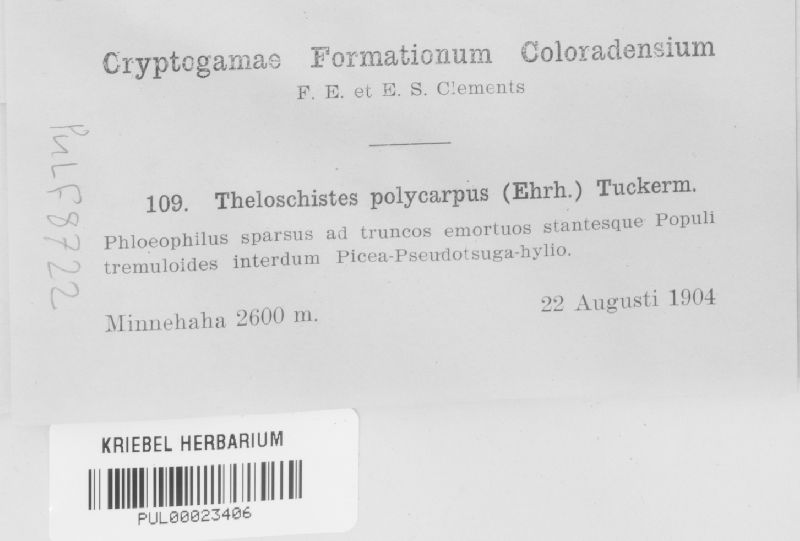 Cryptogamae Formationum Coloradensium
F. E. et E. S. Clements
109. Theloschistes polycarpus (Ehrh.) Tuckerm.
Phloeophilus sparsus ad truncos emortuos stantesque Populi
tremuloides interdum Picea-Pseudotsuga-hylio.
Minnehaha 2600 m.
22 Augusti 1904
PuLF8722
KRIEBEL HERBARIUM
PUL00023406